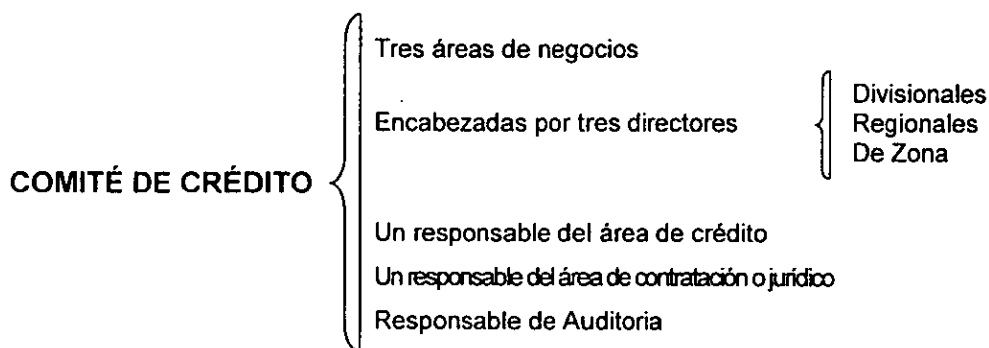 COMITÉ DE CRÉDITO
Tres áreas de negocios
Encabezadas por tres directores
Divisionales
Regionales
De Zona
Un responsable del área de crédito
Un responsable del área de contratación o jurídico
Responsable de Auditoria